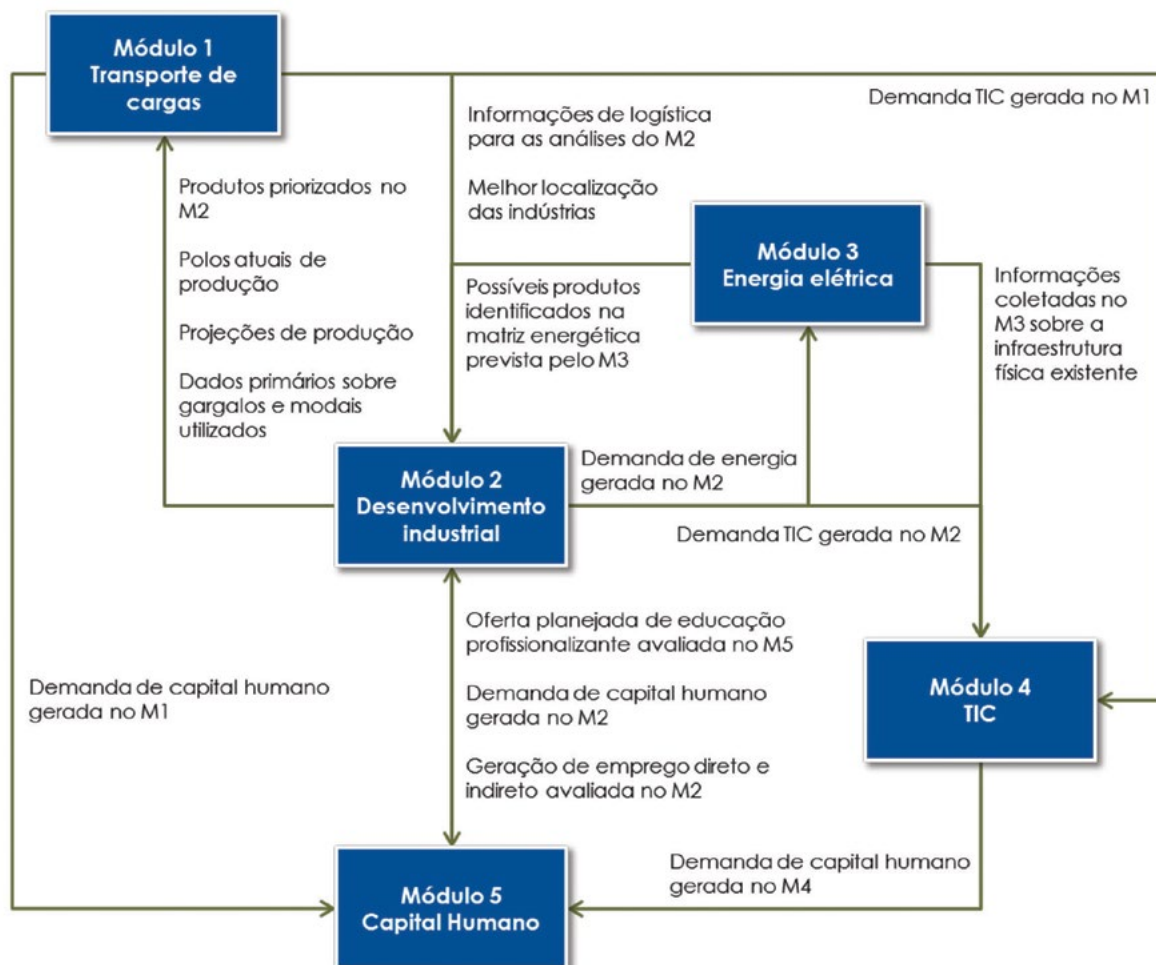 Módulo 1
Transporte de
cargas
Demanda TIC gerada no M1
Informações de logística
para as análises do M2
Melhor localização
das indústrias
Produtos priorizados no
M2
Polos atuais de
produção
Projeções de produção
Dados primários sobre
gargalos e modais
utilizados
Módulo 3
Energia elétrica
Possíveis produtos
identificados na
matriz energética
prevista pelo M3
Informações
coletadas no
M3 sobre a
infraestrutura
física existente
Módulo 2
Desenvolvimento
industrial
Demanda de energia
gerada no M2
Demanda TIC gerada no M2
Oferta planejada de educação
profissionalizante avaliada no M5
Demanda de capital humano
gerada no M2
Geração de emprego direto e
indireto avaliada no M2
Demanda de capital humano
gerada no M1
Módulo 4
TIC
Demanda de capital humano
gerada no M4
Módulo 5
Capital Humano